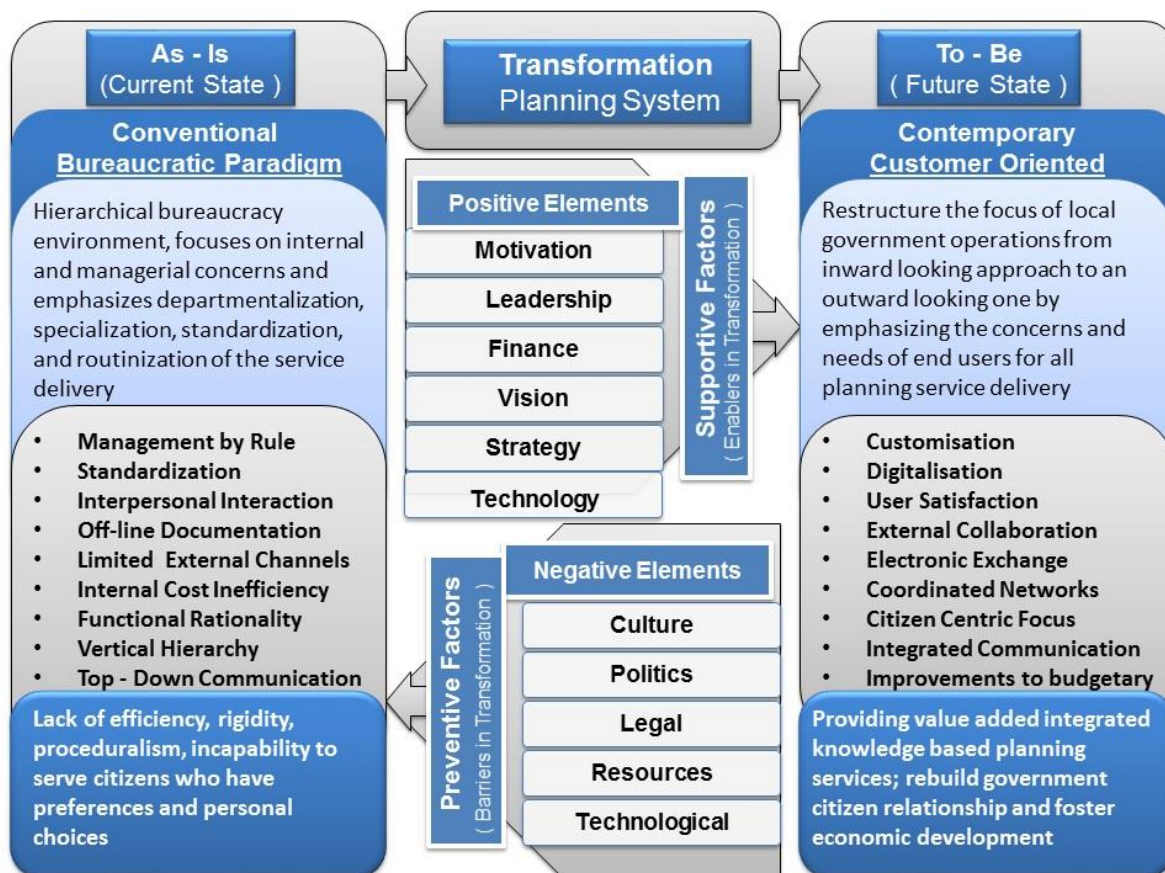 As - Is
(Current State )
Conventional
Bureaucratic Paradigm
Hierarchical bureaucracy
environment, focuses on internal
and managerial concerns and
emphasizes departmentalization,
specialization, standardization,
and routinization of the service
delivery
• Management by Rule
• Standardization
• Interpersonal Interaction
• Off-line Documentation
• Limited External Channels
• Internal Cost Inefficiency
• Functional Rationality
• Vertical Hierarchy
• Top - Down Communication
Lack of efficiency, rigidity,
proceduralism, incapability to
serve citizens who have
preferences and personal
choices
Transformation
Planning System
Positive Elements
Motivation
Leadership
Finance
Vision
Strategy
Technology
Supportive Factors
( Enablers in Transformation )
Preventive Factors
( Barriers in Transformation )
Negative Elements
Culture
Politics
Legal
Resources
Technological
To - Be
( Future State )
Contemporary
Customer Oriented
Restructure the focus of local
government operations from
inward looking approach to an
outward looking one by
emphasizing the concerns and
needs of end users for all
planning service delivery
• Customisation
• Digitalisation
• User Satisfaction
• External Collaboration
• Electronic Exchange
• Coordinated Networks
• Citizen Centric Focus
• Integrated Communication
• Improvements to budgetary
Providing value added integrated
knowledge based planning
services; rebuild government
citizen relationship and foster
economic development